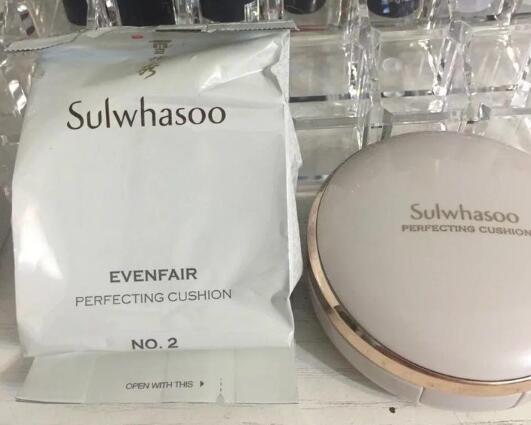 Sulwhasoo
EVENFAIR
PERFECTING CUSHION
NO. 2
OPEN WITH THIS
Sulwhasoo
PERFECTING CUSHION